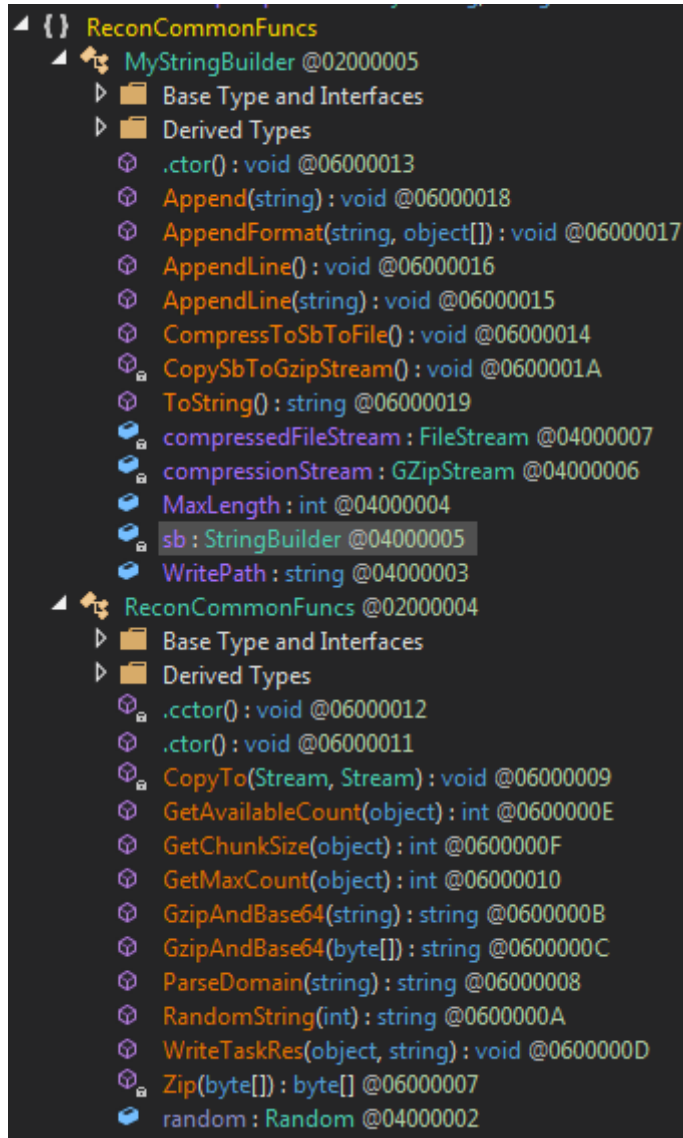 { } ReconCommonFuncs
MyStringBuilder @02000005
Base Type and Interfaces
Derived Types
.ctor() : void @06000013
Append(string) : void @06000018
AppendFormat(string, object[]) : void @06000017
AppendLine() : void @06000016
AppendLine(string) : void @06000015
CompressToSbToFile() : void @06000014
CopySbToGzipStream() : void @0600001A
ToString() : string @06000019
compressedFileStream : FileStream @04000007
compressionStream : GZipStream @04000006
MaxLength : int @04000004
sb : StringBuilder @04000005
WritePath : string @04000003
ReconCommonFuncs @02000004
Base Type and Interfaces
Derived Types
.cctor() : void @06000012
.ctor() : void @06000011
CopyTo(Stream, Stream) : void @06000009
GetAvailableCount(object) : int @0600000E
GetChunkSize(object) : int @0600000F
GetMaxCount(object) : int @06000010
GzipAndBase64(string) : string @0600000B
GzipAndBase64(byte[]) : string @0600000C
ParseDomain(string) : string @06000008
RandomString(int) : string @0600000A
WriteTaskRes(object, string) : void @0600000D
Zip(byte[]) : byte[] @06000007
random : Random @04000002